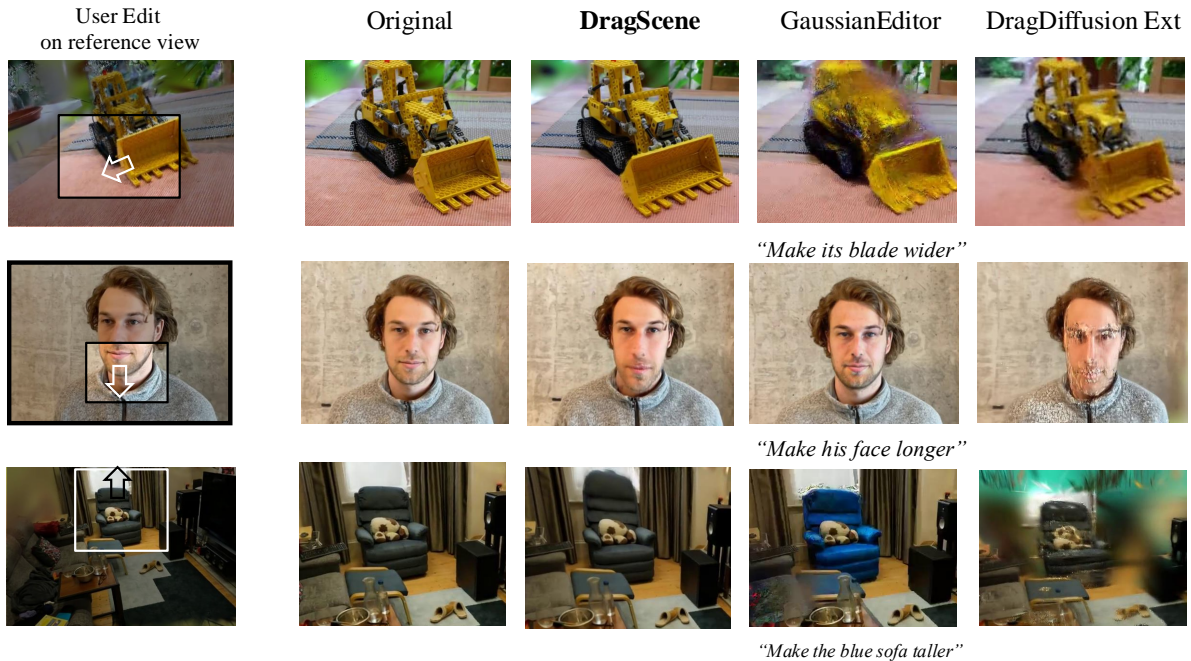 User Edit
on reference view
Original
DragScene
GaussianEditor
DragDiffusion Ext
“Make its blade wider”
“Make his face longer”
“Make the blue sofa taller”